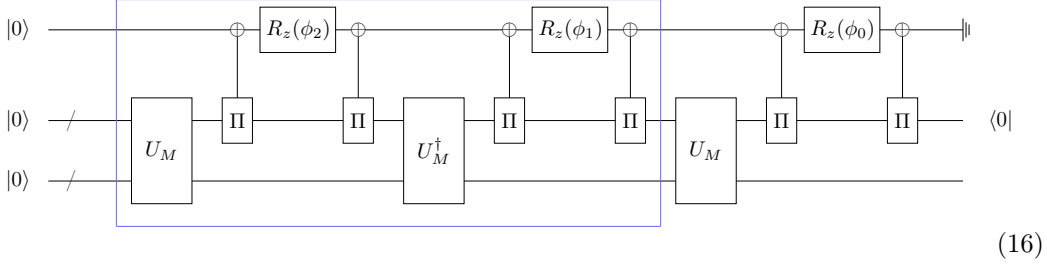 |0⟩ R_z(ϕ_2) R_z(ϕ_1) R_z(ϕ_0)
|0⟩ Π Π Π Π Π Π ⟨0|
U_M U_M^† U_M
|0⟩
(16)